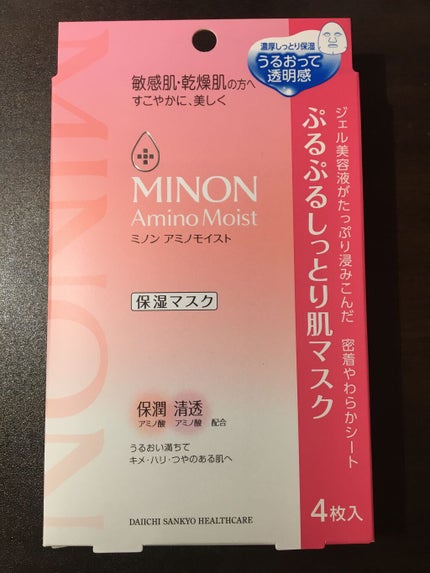 MINON
濃厚しっとり保湿
うるおって
透明感
敏感肌・乾燥肌の方へ
すこやかに、美しく
MINON
Amino Moist
ミノン アミノモイスト
保湿マスク
保潤 清透
アミノ酸 アミノ酸 配合
うるおい満ちて
キメ・ハリ・つやのある肌へ
DAIICHI SANKYO HEALTHCARE
ジェル美容液がたっぷり浸みこんだ 密着やわらかシート
ぷるぷるしっとり肌マスク
4枚入